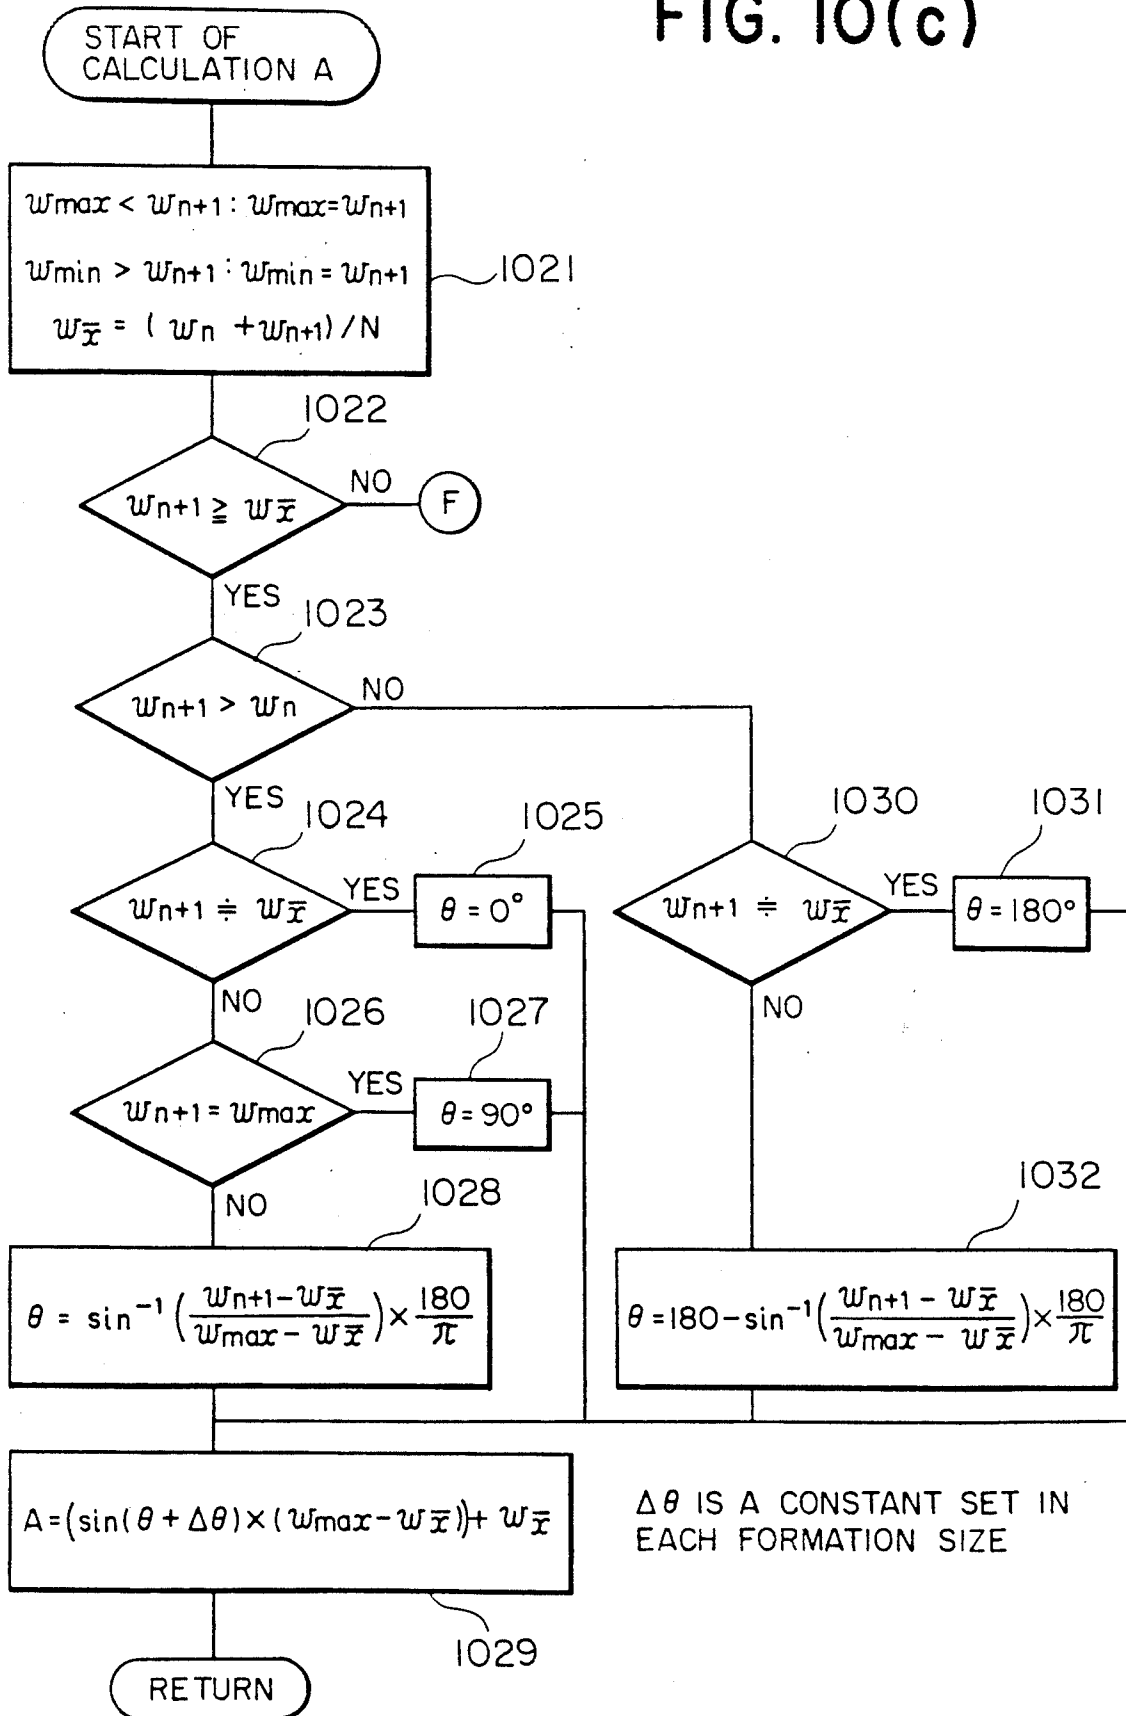 FIG. 10(c)
START OF
CALCULATION A
wmax < wn+1 : wmax = wn+1
wmin > wn+1 : wmin = wn+1
wx̄ = ( wn + wn+1) / N
1021
1022
wn+1 ≧ wx̄
NO
F
YES
1023
wn+1 > wn
NO
YES
1024
wn+1 ≒ wx̄
YES
1025
θ = 0°
NO
1030
wn+1 ≒ wx̄
YES
1031
θ = 180°
NO
1026
wn+1 = wmax
YES
1027
θ = 90°
NO
1028
θ = sin⁻¹ ( (wn+1 - wx̄) / (wmax - wx̄) ) × 180/π
1032
θ = 180 - sin⁻¹ ( (wn+1 - wx̄) / (wmax - wx̄) ) × 180/π
A = (sin(θ + Δθ) × (wmax - wx̄)) + wx̄
1029
Δθ IS A CONSTANT SET IN
EACH FORMATION SIZE
RETURN